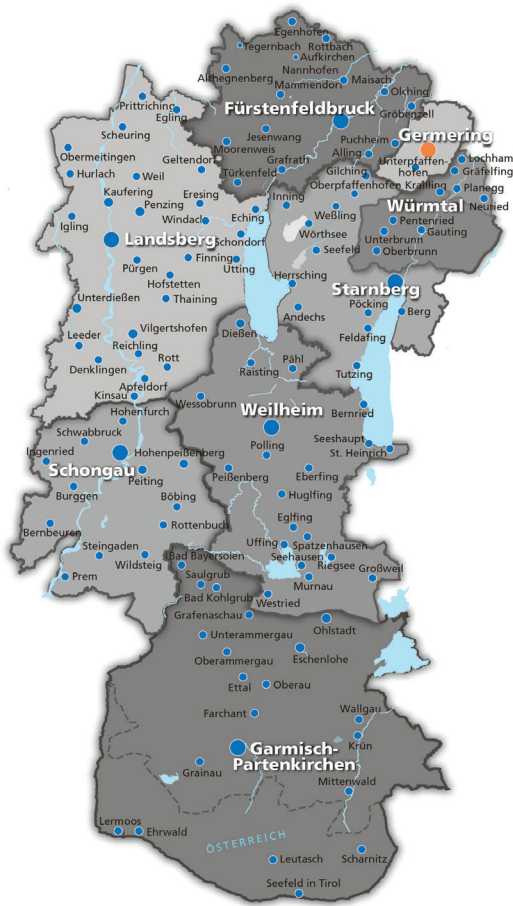 Egenhofen
Tegernbach
Rottbach
Aufkirchen
Nannhofen
Althegnenberg
Mammendorf
Maisach
Olching
Prittriching
Egling
Fürstenfeldbruck
Gröbenzell
Scheuring
Jesenwang
Moorenweis
Puchheim
Alling
Germering
Obermeitingen
Geltendorf
Grafrath
Türkenfeld
Unterpfaffen-
hofen
Lochham
Gräfelfing
Hurlach
Weil
Gilching
Oberpfaffenhofen
Krailling
Planegg
Kaufering
Penzing
Eresing
Windach
Eching
Inning
Weßling
Würmtal
Neuried
Igling
Landsberg
Schondorf
Wörthsee
Pentenried
Gauting
Unterbrunn
Oberbrunn
Seefeld
Pürgen
Finning
Utting
Hofstetten
Herrsching
Starnberg
Unterdießen
Thaining
Pöcking
Andechs
Berg
Vilgertshofen
Dießen
Feldafing
Leeder
Reichling
Denklingen
Rott
Raisting
Pähl
Tutzing
Apfeldorf
Kinsau
Wessobrunn
Hohenfurch
Weilheim
Bernried
Schwabbruck
Polling
Seeshaupt
St. Heinrich
Ingenried
Hohenpeißenberg
Schongau
Peiting
Peißenberg
Eberfing
Burggen
Böbing
Huglfing
Bernbeuren
Rottenbuch
Eglfing
Steingaden
Uffing
Spatzenhausen
Wildsteig
Bad Bayersoien
Seehausen
Riegsee
Großweil
Prem
Saulgrub
Murnau
Bad Kohlgrub
Westried
Grafenaschau
Ohlstadt
Unterammergau
Oberammergau
Eschenlohe
Ettal
Oberau
Farchant
Wallgau
Krün
Garmisch-
Partenkirchen
Grainau
Mittenwald
Lermoos
Ehrwald
ÖSTERREICH
Leutasch
Scharnitz
Seefeld in Tirol